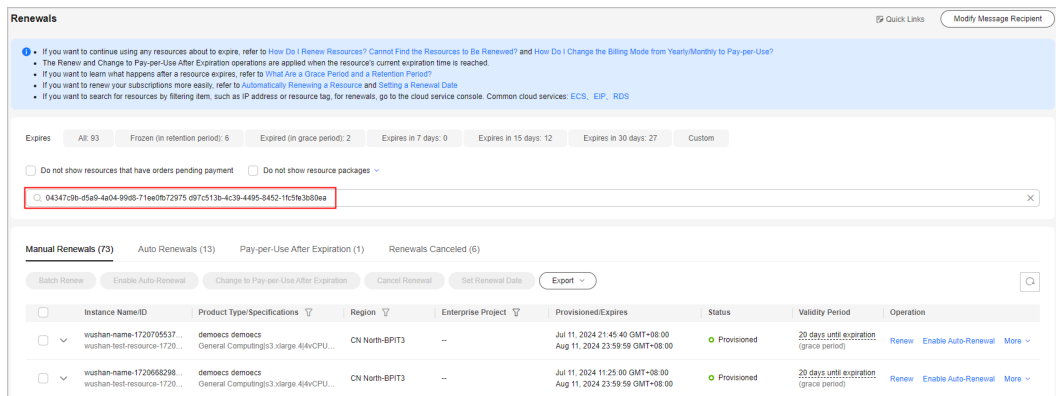 Renewals
Quick Links
Modify Message Recipient
If you want to continue using any resources about to expire, refer to How Do I Renew Resources? Cannot Find the Resources to Be Renewed? and How Do I Change the Billing Mode from Yearly/Monthly to Pay-per-Use?
The Renew and Change to Pay-per-Use After Expiration operations are applied when the resource's current expiration time is reached.
If you want to learn what happens after a resource expires, refer to What Are a Grace Period and a Retention Period?
If you want to renew your subscriptions more easily, refer to Automatically Renewing a Resource and Setting a Renewal Date
If you want to search for resources by filtering item, such as IP address or resource tag, for renewals, go to the cloud service console. Common cloud services: ECS, EIP, RDS
Expires All: 93 Frozen (in retention period): 6 Expired (in grace period): 2 Expires in 7 days: 0 Expires in 15 days: 12 Expires in 30 days: 27 Custom
Do not show resources that have orders pending payment Do not show resource packages
04347c9b-d5a9-4a04-99d8-71ee0fb72975 d97c513b-4c39-4495-8452-1fc5fe3b80ea
Manual Renewals (73) Auto Renewals (13) Pay-per-Use After Expiration (1) Renewals Canceled (6)
Batch Renew Enable Auto-Renewal Change to Pay-per-Use After Expiration Cancel Renewal Set Renewal Date Export
Instance Name/ID Product Type/Specifications Region Enterprise Project Provisioned/Expires Status Validity Period Operation
wushan-name-1720705537... demoecs demoecs CN North-BPIT3 -- Jul 11, 2024 21:45:40 GMT+08:00 Provisioned 20 days until expiration Renew Enable Auto-Renewal More
wushan-test-resource-1720... General Computing|s3.xlarge.4|4vCPU... Aug 11, 2024 23:59:59 GMT+08:00 (grace period)
wushan-name-1720668298... demoecs demoecs CN North-BPIT3 -- Jul 11, 2024 11:25:00 GMT+08:00 Provisioned 20 days until expiration Renew Enable Auto-Renewal More
wushan-test-resource-1720... General Computing|s3.xlarge.4|4vCPU... Aug 11, 2024 23:59:59 GMT+08:00 (grace period)